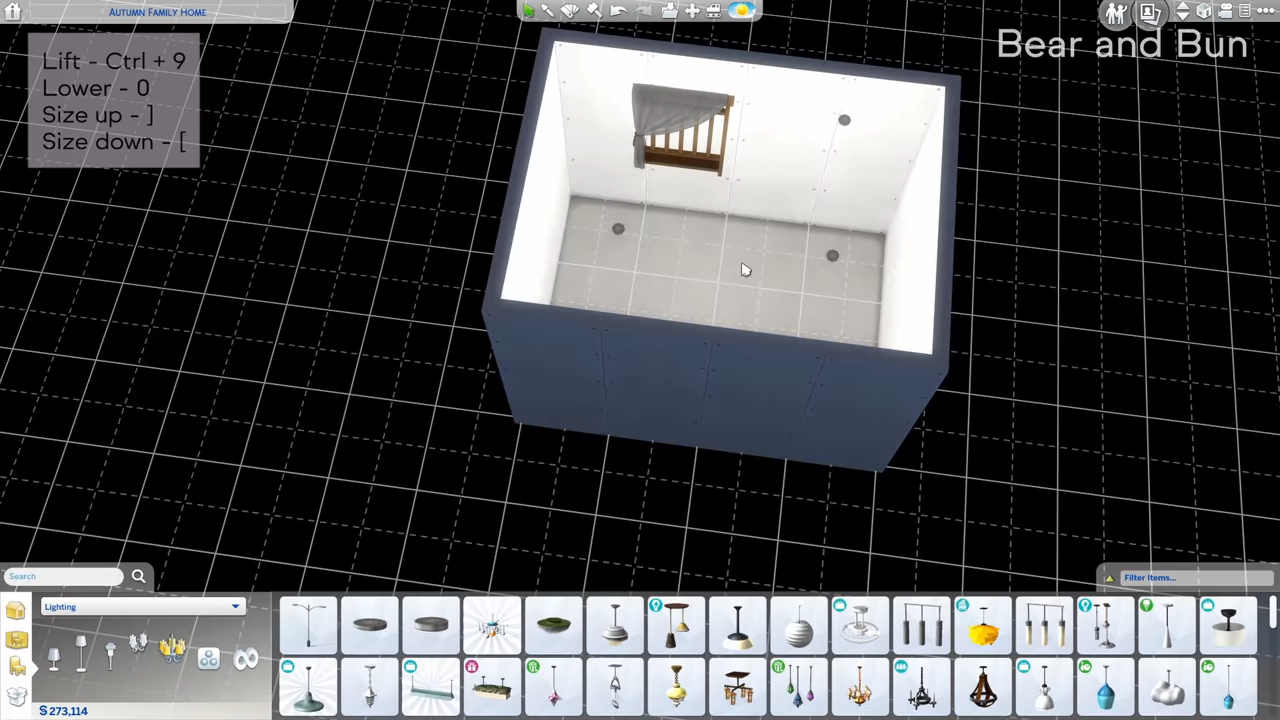 Autumn Family Home
Lift - Ctrl + 9
Lower - 0
Size up - ]
Size down - [
Bear and Bun
Search
Filter Items...
Lighting
§273,114